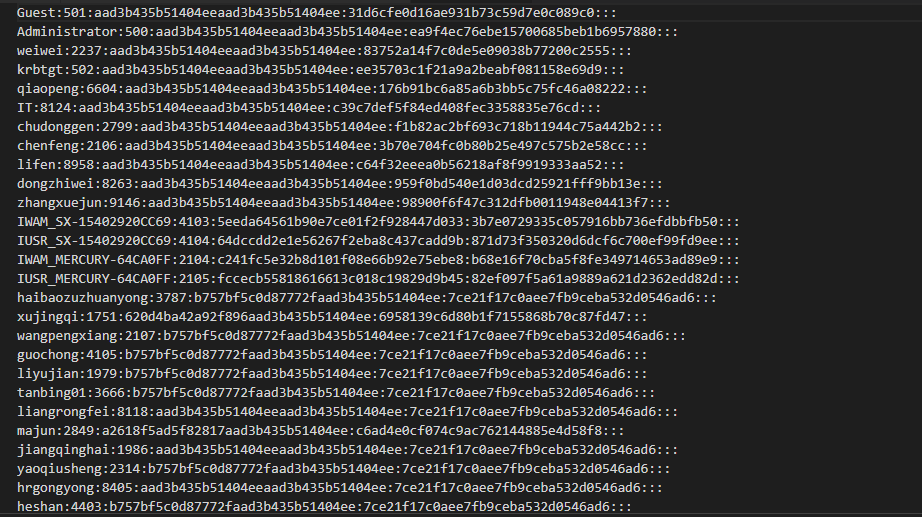 Guest:501:aad3b435b51404eeaad3b435b51404ee:31d6cfe0d16ae931b73c59d7e0c089c0:::
Administrator:500:aad3b435b51404eeaad3b435b51404ee:ea9f4ec76ebe15700685beb1b6957880:::
weiwei:2237:aad3b435b51404eeaad3b435b51404ee:83752a14f7c0de5e09038b77200c2555:::
krbtgt:502:aad3b435b51404eeaad3b435b51404ee:ee35703c1f21a9a2beabf081158e69d9:::
qiaopeng:6604:aad3b435b51404eeaad3b435b51404ee:176b91bc6a85a6b3bb5c75fc46a08222:::
IT:8124:aad3b435b51404eeaad3b435b51404ee:c39c7def5f84ed408fec3358835e76cd:::
chudonggen:2799:aad3b435b51404eeaad3b435b51404ee:f1b82ac2bf693c718b11944c75a442b2:::
chenfeng:2106:aad3b435b51404eeaad3b435b51404ee:3b70e704fc0b80b25e497c575b2e58cc:::
lifen:8958:aad3b435b51404eeaad3b435b51404ee:c64f32eeea0b56218af8f9919333aa52:::
dongzhiwei:8263:aad3b435b51404eeaad3b435b51404ee:959f0bd540e1d03dcd25921fff9bb13e:::
zhangxuejun:9146:aad3b435b51404eeaad3b435b51404ee:98900f6f47c312dfb0011948e04413f7:::
IWAM_SX-15402920CC69:4103:5eeda64561b90e7ce01f2f928447d033:3b7e0729335c057916bb736efdbbfb50:::
IUSR_SX-15402920CC69:4104:64dccdd2e1e56267f2eba8c437cadd9b:871d73f350320d6dcf6c700ef99fd9ee:::
IWAM_MERCURY-64CA0FF:2104:c241fc5e32b8d101f08e66b92e75ebe8:b68e16f70cba5f8fe349714653ad89e9:::
IUSR_MERCURY-64CA0FF:2105:fccecb55818616613c018c19829d9b45:82ef097f5a61a9889a621d2362edd82d:::
haibaozuzhuanyong:3787:b757bf5c0d87772faad3b435b51404ee:7ce21f17c0aee7fb9ceba532d0546ad6:::
xujingqi:1751:620d4ba42a92f896aad3b435b51404ee:6958139c6d80b1f7155868b70c87fd47:::
wangpengxiang:2107:b757bf5c0d87772faad3b435b51404ee:7ce21f17c0aee7fb9ceba532d0546ad6:::
guochong:4105:b757bf5c0d87772faad3b435b51404ee:7ce21f17c0aee7fb9ceba532d0546ad6:::
liyujian:1979:b757bf5c0d87772faad3b435b51404ee:7ce21f17c0aee7fb9ceba532d0546ad6:::
tanbing01:3666:b757bf5c0d87772faad3b435b51404ee:7ce21f17c0aee7fb9ceba532d0546ad6:::
liangrongfei:8118:aad3b435b51404eeaad3b435b51404ee:7ce21f17c0aee7fb9ceba532d0546ad6:::
majun:2849:a2618f5ad5f82817aad3b435b51404ee:c6ad4e0cf074c9ac762144885e4d58f8:::
jiangqinghai:1986:aad3b435b51404eeaad3b435b51404ee:7ce21f17c0aee7fb9ceba532d0546ad6:::
yaoqiusheng:2314:b757bf5c0d87772faad3b435b51404ee:7ce21f17c0aee7fb9ceba532d0546ad6:::
hrgongyong:8405:aad3b435b51404eeaad3b435b51404ee:7ce21f17c0aee7fb9ceba532d0546ad6:::
heshan:4403:b757bf5c0d87772faad3b435b51404ee:7ce21f17c0aee7fb9ceba532d0546ad6:::